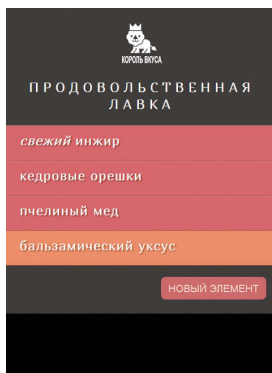 КОРОЛЬ ВКУСА
ПРОДОВОЛЬСТВЕННАЯ
ЛАВКА
свежий инжир
кедровые орешки
пчелиный мед
бальзамический уксус
НОВЫЙ ЭЛЕМЕНТ